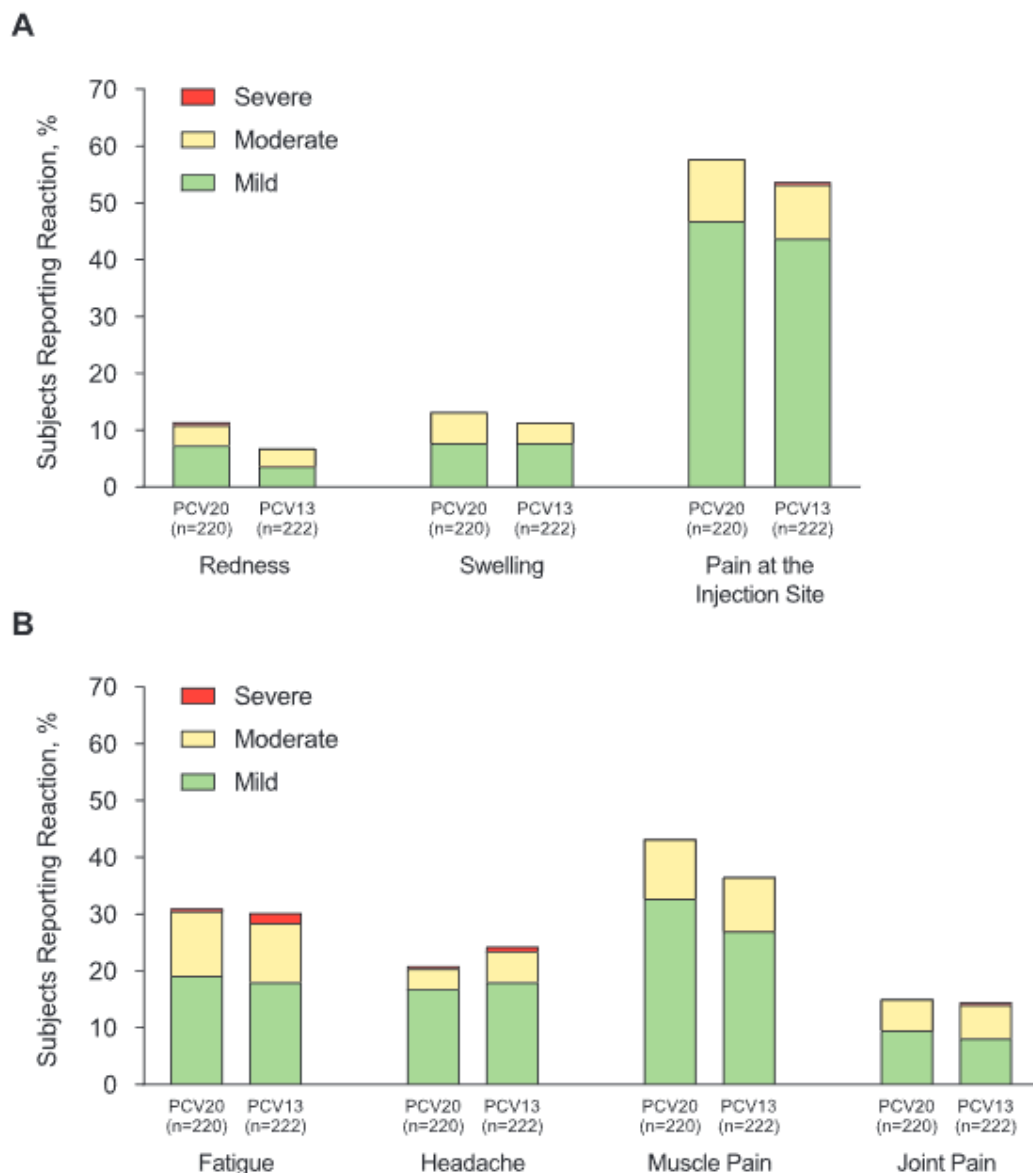 A
Subjects Reporting Reaction, %
70
60
50
40
30
20
10
0
Severe
Moderate
Mild
PCV20 PCV13 PCV20 PCV13 PCV20 PCV13
(n=220) (n=222) (n=220) (n=222) (n=220) (n=222)
Redness Swelling Pain at the
Injection Site
B
Subjects Reporting Reaction, %
70
60
50
40
30
20
10
0
Severe
Moderate
Mild
PCV20 PCV13 PCV20 PCV13 PCV20 PCV13 PCV20 PCV13
(n=220) (n=222) (n=220) (n=222) (n=220) (n=222) (n=220) (n=222)
Fatigue Headache Muscle Pain Joint Pain